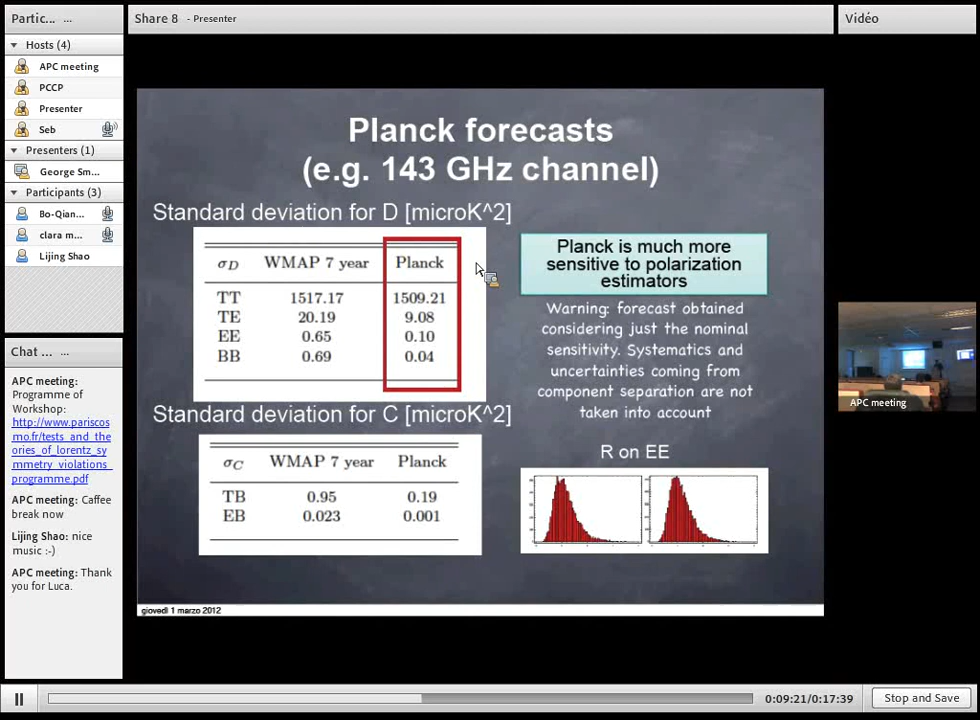 Partic... ...
Hosts (4)
APC meeting
PCCP
Presenter
Seb
Presenters (1)
George Sm...
Participants (3)
Bo-Qian...
clara m...
Lijing Shao
Chat ... ...
APC meeting:
Programme of
Workshop:
http://www.pariscos
mo.fr/tests_and_the
ories_of_lorentz_sy
mmetry_violations_
programme.pdf
APC meeting: Caffee
break now
Lijing Shao: nice
music :-)
APC meeting: Thank
you for Luca.
Share 8 - Presenter
Planck forecasts
(e.g. 143 GHz channel)
Standard deviation for D [microK^2]
σD WMAP 7 year Planck
TT 1517.17 1509.21
TE 20.19 9.08
EE 0.65 0.10
BB 0.69 0.04
Standard deviation for C [microK^2]
σC WMAP 7 year Planck
TB 0.95 0.19
EB 0.023 0.001
Planck is much more
sensitive to polarization
estimators
Warning: forecast obtained
considering just the nominal
sensitivity. Systematics and
uncertainties coming from
component separation are not
taken into account
R on EE
giovedì 1 marzo 2012
Vidéo
APC meeting
0:09:21/0:17:39
Stop and Save